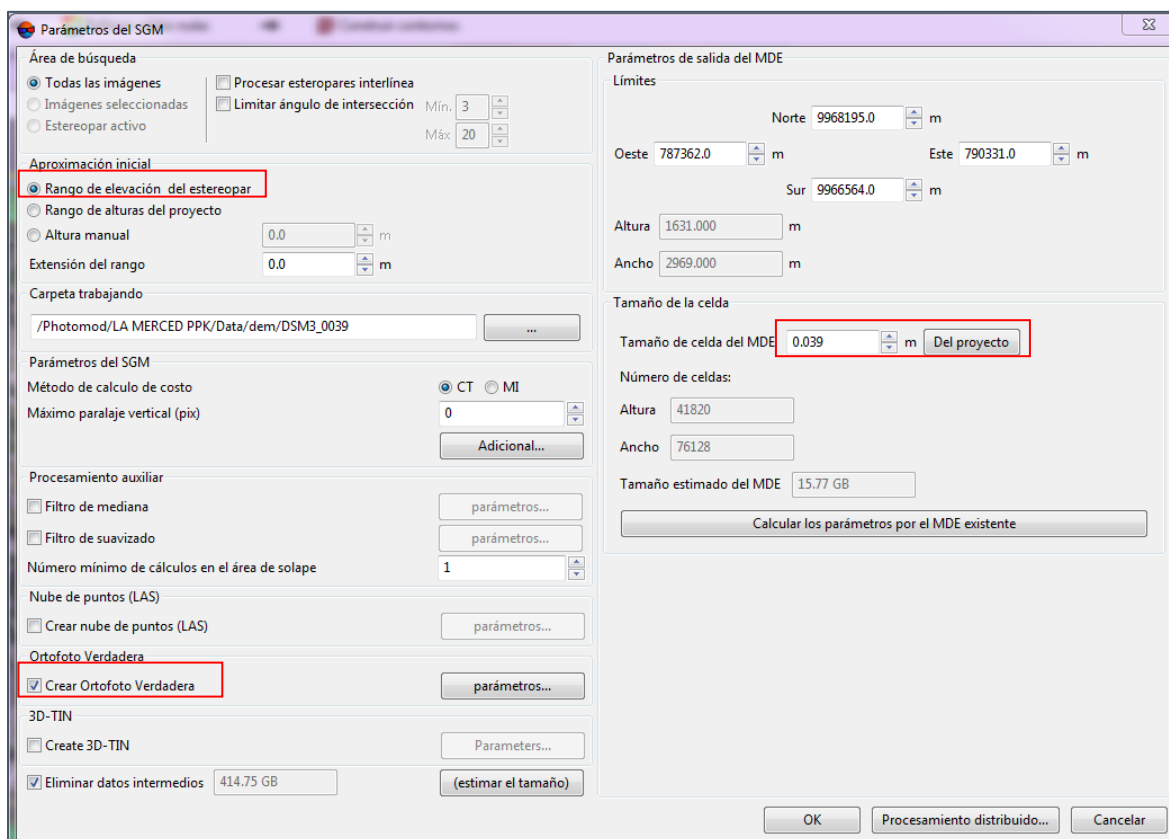 Parámetros del SGM
Área de búsqueda
Todas las imágenes
Imágenes seleccionadas
Estereopar activo
Procesar esteropares interlínea
Limitar ángulo de intersección
Mín. 3
Máx 20
Aproximación inicial
Rango de elevación del estereopar
Rango de alturas del proyecto
Altura manual 0.0 m
Extensión del rango 0.0 m
Carpeta trabajando
/Photomod/LA MERCED PPK/Data/dem/DSM3_0039 ...
Parámetros del SGM
Método de calculo de costo CT MI
Máximo paralaje vertical (pix) 0
Adicional...
Procesamiento auxiliar
Filtro de mediana parámetros...
Filtro de suavizado parámetros...
Número mínimo de cálculos en el área de solape 1
Nube de puntos (LAS)
Crear nube de puntos (LAS) parámetros...
Ortofoto Verdadera
Crear Ortofoto Verdadera parámetros...
3D-TIN
Create 3D-TIN Parameters...
Eliminar datos intermedios 414.75 GB (estimar el tamaño)
Parámetros de salida del MDE
Límites
Norte 9968195.0 m
Oeste 787362.0 m Este 790331.0 m
Sur 9966564.0 m
Altura 1631.000 m
Ancho 2969.000 m
Tamaño de la celda
Tamaño de celda del MDE 0.039 m Del proyecto
Número de celdas:
Altura 41820
Ancho 76128
Tamaño estimado del MDE 15.77 GB
Calcular los parámetros por el MDE existente
OK Procesamiento distribuido... Cancelar